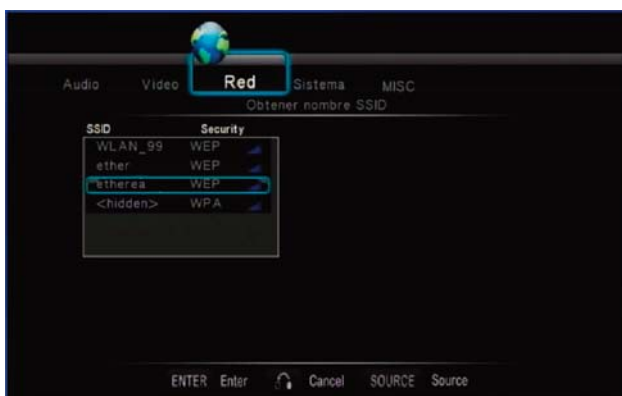 Audio Video Red Sistema MISC
Obtener nombre SSID
SSID Security
WLAN_99 WEP
ether WEP
etherea WEP
<hidden> WPA
ENTER Enter Cancel SOURCE Source